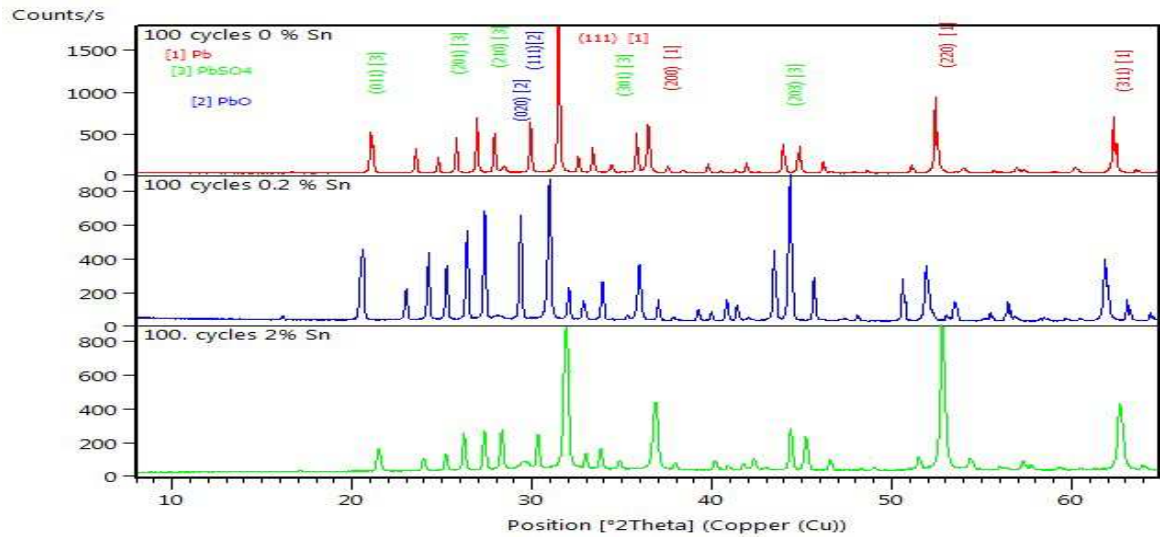 Counts/s
100 cycles 0 % Sn
[1] Pb
[3] PbSO4
[2] PbO
(011) [3]
(201) [3]
(210) [3]
(020) [2]
(111)[2]
(111) [1]
(301) [3]
(200) [1]
(203) [3]
(220) [1]
(311) [1]
1500
1000
500
0
100 cycles 0.2 % Sn
800
600
400
200
0
100. cycles 2% Sn
800
600
400
200
0
10 20 30 40 50 60
Position [°2Theta] (Copper (Cu))